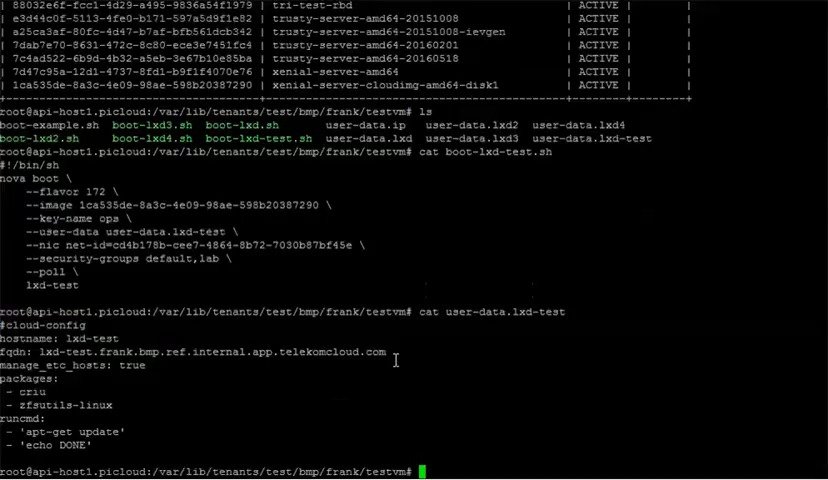 | 88032e6f-fcc1-4d29-a495-9836a54f1979 | tri-test-rbd | ACTIVE | |
| e3d44c0f-5113-4fe0-b171-597a5d9f1e82 | trusty-server-amd64-20151008 | ACTIVE | |
| a25ca3af-80fc-4d47-b7af-bfb561dcb342 | trusty-server-amd64-20151008-ievgen | ACTIVE | |
| 7dab7e70-8631-472c-8c80-ece3e7451fc4 | trusty-server-amd64-20160201 | ACTIVE | |
| 7c4ad522-6b9d-4b32-a5eb-3e67b10e85ba | trusty-server-amd64-20160518 | ACTIVE | |
| 7d47c95a-12d1-4737-8fd1-b9f1f4070e76 | xenial-server-amd64 | ACTIVE | |
| 1ca535de-8a3c-4e09-98ae-598b20387290 | xenial-server-cloudimg-amd64-disk1 | ACTIVE | |
+--------------------------------------+-------------------------------------+--------+--------+
root@api-host1.picloud:/var/lib/tenants/test/bmp/frank/testvm# ls
boot-example.sh boot-lxd3.sh boot-lxd.sh user-data.ip user-data.lxd2 user-data.lxd4
boot-lxd2.sh boot-lxd4.sh boot-lxd-test.sh user-data.lxd user-data.lxd3 user-data.lxd-test
root@api-host1.picloud:/var/lib/tenants/test/bmp/frank/testvm# cat boot-lxd-test.sh
#!/bin/sh
nova boot \
--flavor 172 \
--image 1ca535de-8a3c-4e09-98ae-598b20387290 \
--key-name ops \
--user-data user-data.lxd-test \
--nic net-id=cd4b178b-cee7-4864-8b72-7030b87bf45e \
--security-groups default,lab \
--poll \
lxd-test
root@api-host1.picloud:/var/lib/tenants/test/bmp/frank/testvm# cat user-data.lxd-test
#cloud-config
hostname: lxd-test
fqdn: lxd-test.frank.bmp.ref.internal.app.telekomcloud.com
manage_etc_hosts: true
packages:
- criu
- zfsutils-linux
runcmd:
- 'apt-get update'
- 'echo DONE'
root@api-host1.picloud:/var/lib/tenants/test/bmp/frank/testvm#